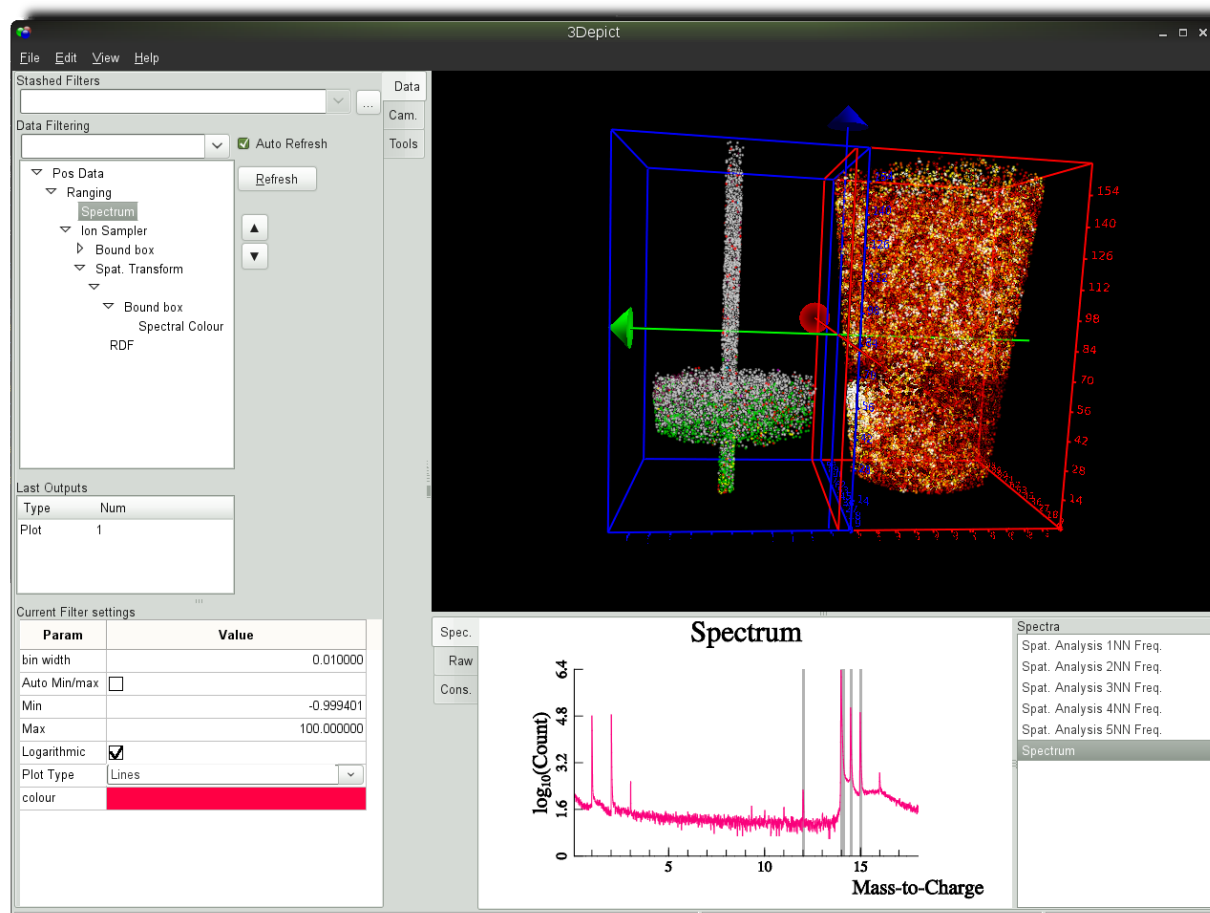 3Depict
File Edit View Help
Stashed Filters
...
Data Filtering
Auto Refresh
Refresh
Pos Data
Ranging
Spectrum
Ion Sampler
Bound box
Spat. Transform
Bound box
Spectral Colour
RDF
Last Outputs
Type Num
Plot 1
Current Filter settings
Param Value
bin width 0.010000
Auto Min/max
Min -0.999401
Max 100.000000
Logarithmic
Plot Type Lines
colour
Data
Cam.
Tools
154
140
126
112
98
84
70
56
42
28
14
Spec.
Raw
Cons.
Spectrum
log10(Count)
6.4
4.8
3.2
1.6
0
5 10 15
Mass-to-Charge
Spectra
Spat. Analysis 1NN Freq.
Spat. Analysis 2NN Freq.
Spat. Analysis 3NN Freq.
Spat. Analysis 4NN Freq.
Spat. Analysis 5NN Freq.
Spectrum